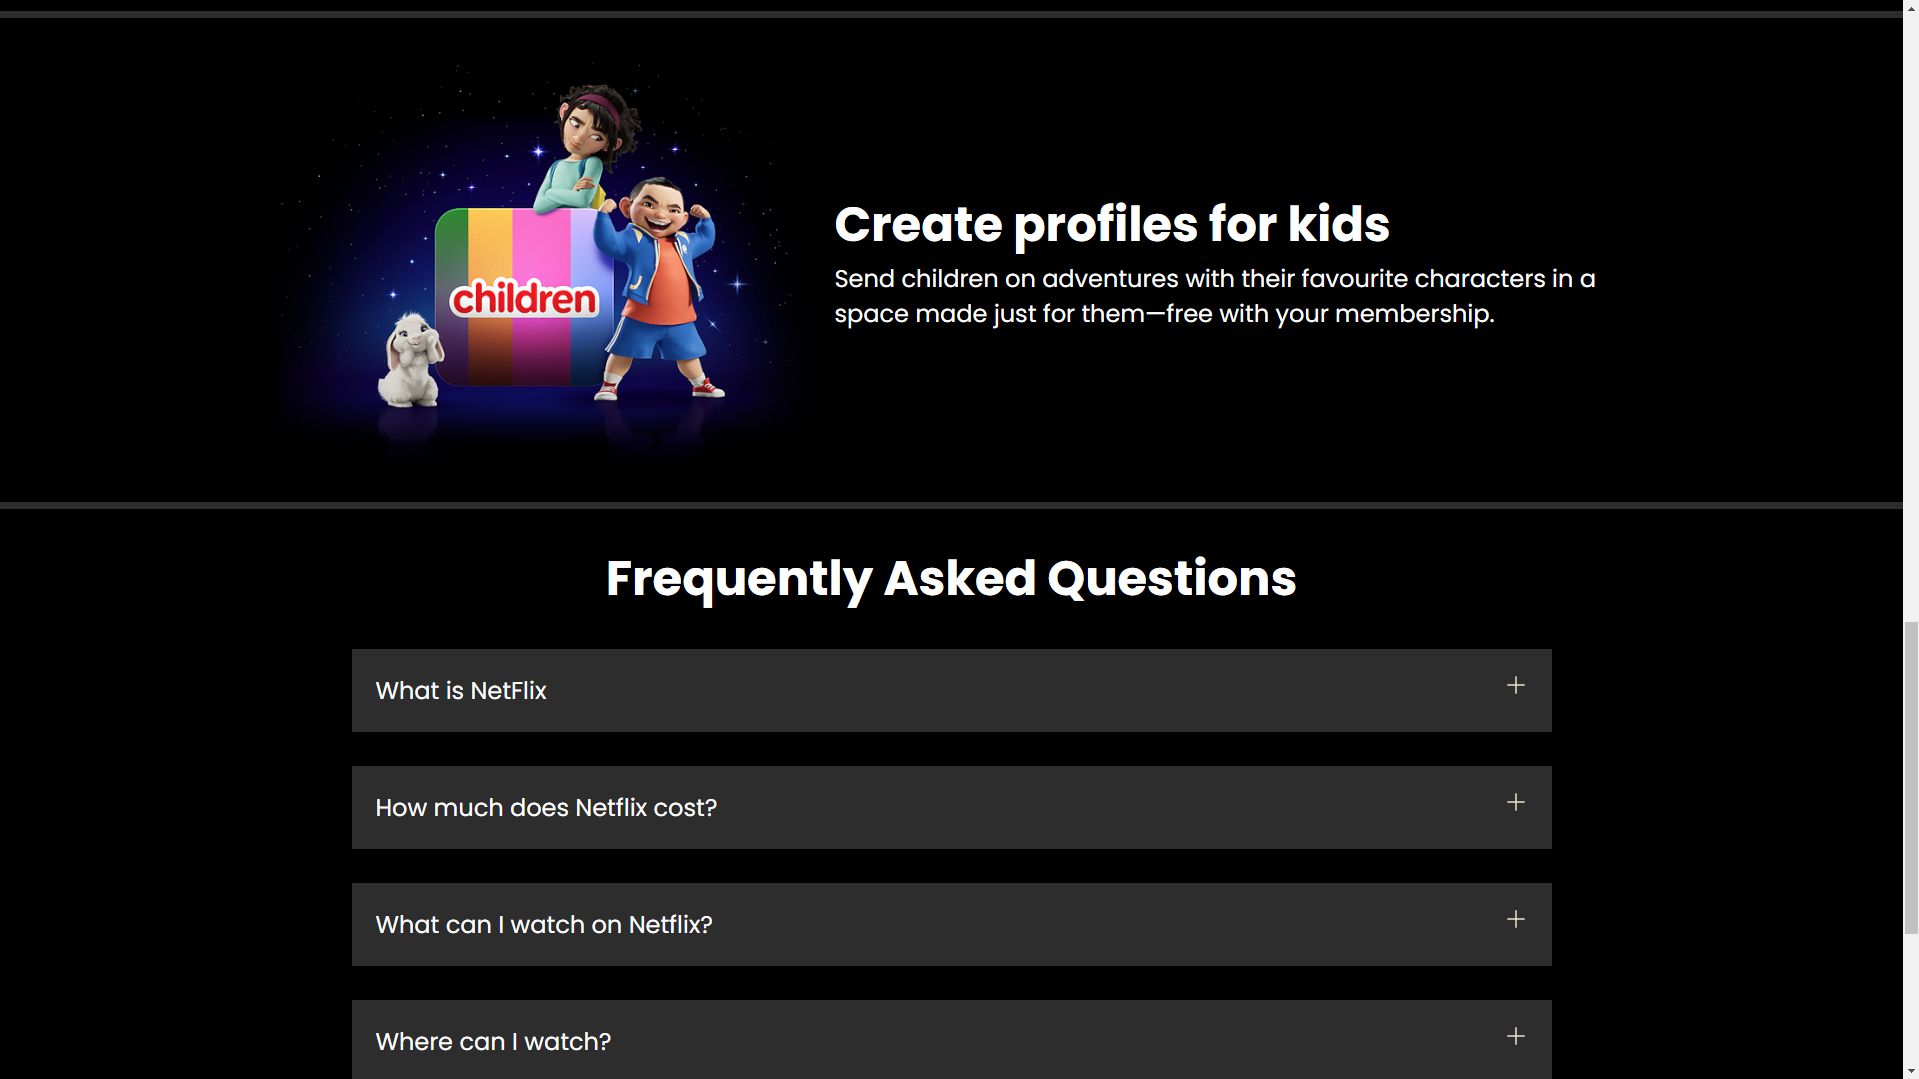 children
Create profiles for kids
Send children on adventures with their favourite characters in a
space made just for them—free with your membership.
Frequently Asked Questions
What is NetFlix
How much does Netflix cost?
What can I watch on Netflix?
Where can I watch?